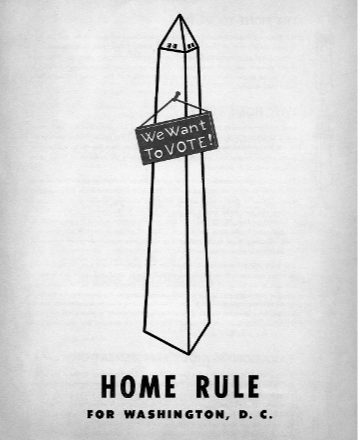 We Want
To VOTE!
HOME RULE
FOR WASHINGTON, D. C.